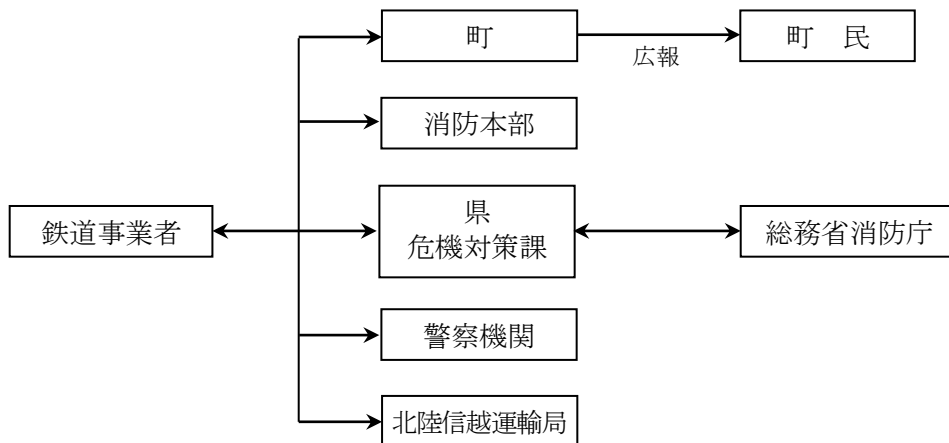 町
町　民
広報
消防本部
鉄道事業者
県
危機対策課
総務省消防庁
警察機関
北陸信越運輸局